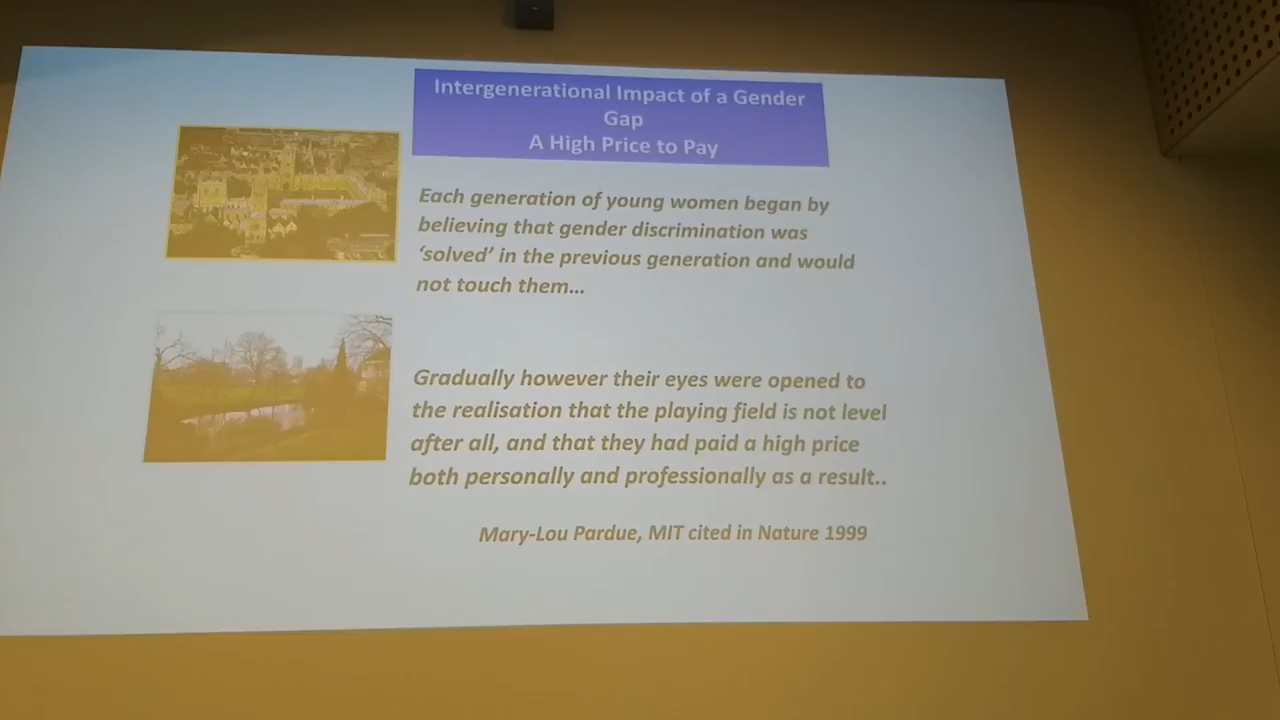 Intergenerational Impact of a Gender
Gap
A High Price to Pay
Each generation of young women began by
believing that gender discrimination was
‘solved’ in the previous generation and would
not touch them...
Gradually however their eyes were opened to
the realisation that the playing field is not level
after all, and that they had paid a high price
both personally and professionally as a result..
Mary-Lou Pardue, MIT cited in Nature 1999